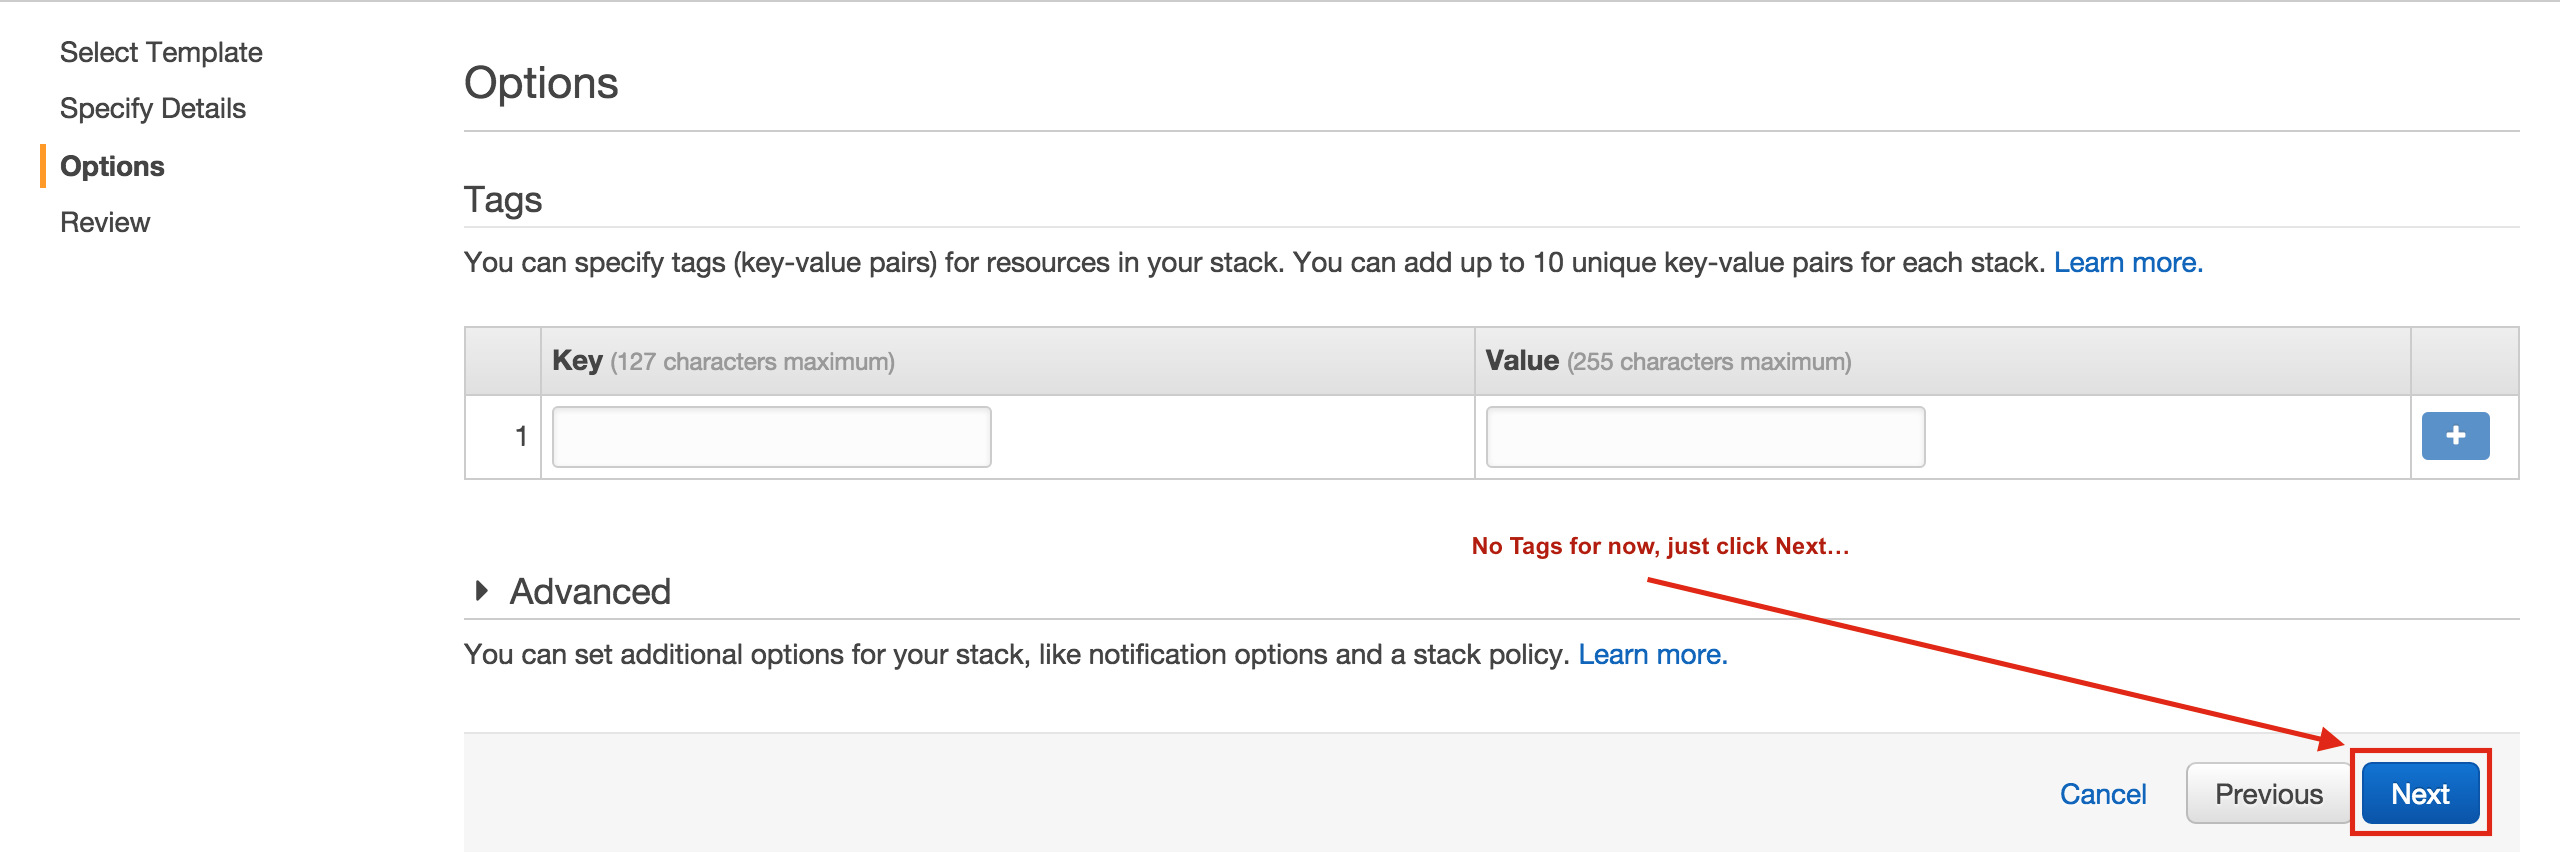 Select Template
Specify Details
Options
Review
Options
Tags
You can specify tags (key-value pairs) for resources in your stack. You can add up to 10 unique key-value pairs for each stack. Learn more.
Key (127 characters maximum)
Value (255 characters maximum)
1
+
No Tags for now, just click Next...
Advanced
You can set additional options for your stack, like notification options and a stack policy. Learn more.
Cancel
Previous
Next